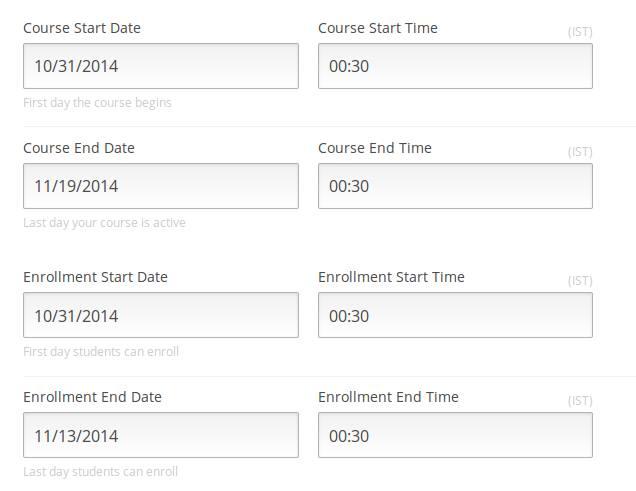 Course Start Date Course Start Time (IST)
10/31/2014 00:30
First day the course begins
Course End Date Course End Time (IST)
11/19/2014 00:30
Last day your course is active
Enrollment Start Date Enrollment Start Time (IST)
10/31/2014 00:30
First day students can enroll
Enrollment End Date Enrollment End Time (IST)
11/13/2014 00:30
Last day students can enroll